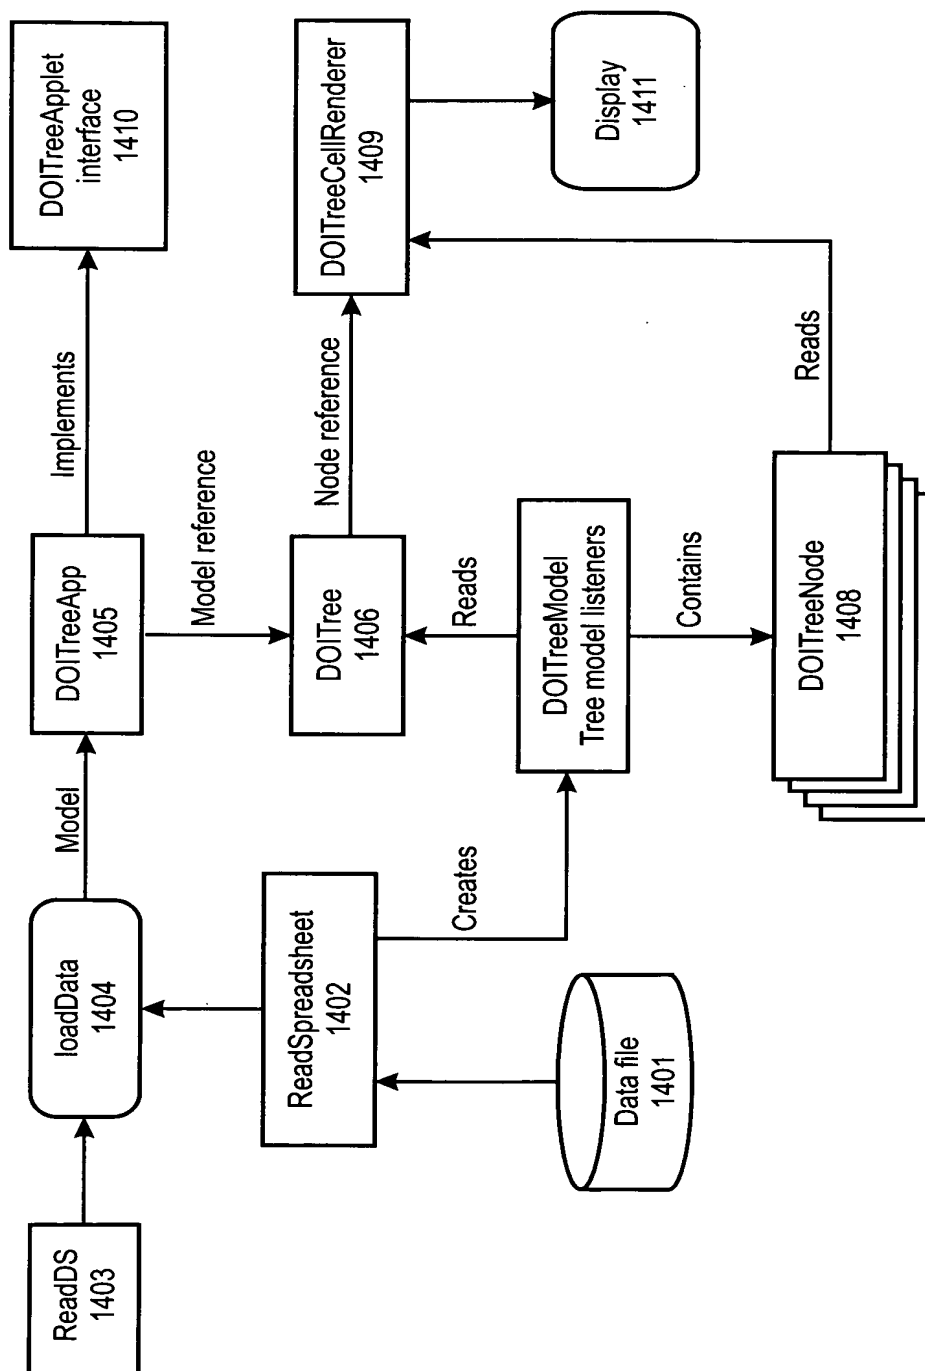 ReadDS
1403
loadData
1404
Model
DOITreeApp
1405
Implements
DOITreeApplet
interface
1410
Model reference
ReadSpreadsheet
1402
DOITree
1406
Node reference
DOITreeCellRenderer
1409
Creates
Reads
Data file
1401
DOITreeModel
Tree model listeners
Display
1411
Contains
DOITreeNode
1408
Reads